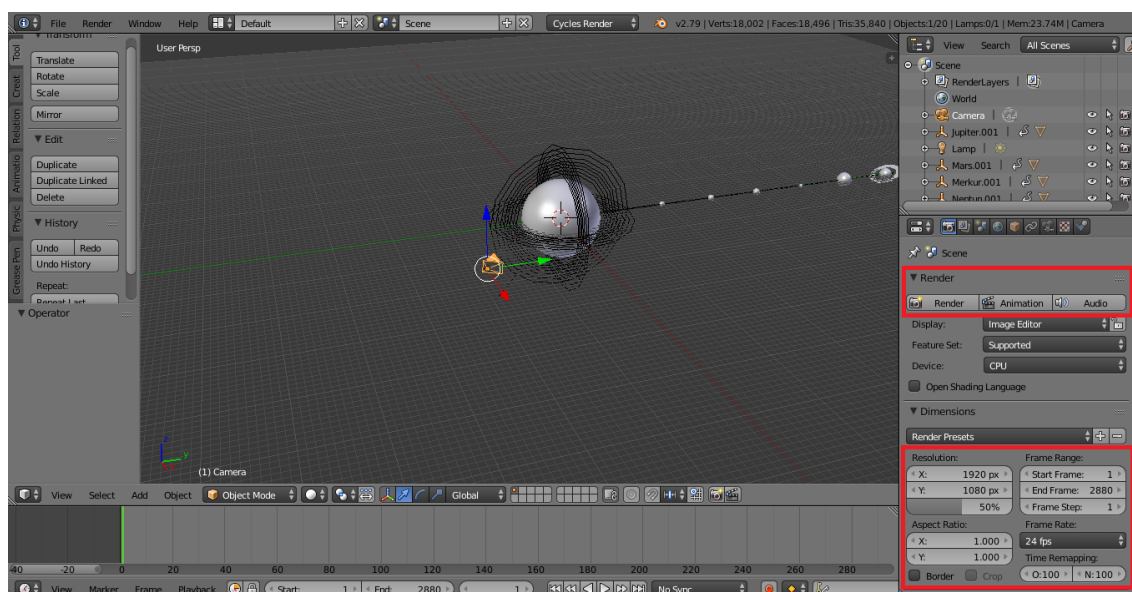 File Render Window Help Default Scene Cycles Render v2.79 | Verts:18,002 | Faces:18,496 | Tris:35,840 | Objects:1/20 | Lamps:0/1 | Mem:23.74M | Camera
Tool
Creat
Relation
Animatio
Physic
Grease Pen
Transform
Translate
Rotate
Scale
Mirror
Edit
Duplicate
Duplicate Linked
Delete
History
Undo Redo
Undo History
Repeat:
Repeat Last
Operator
User Persp
z
y
(1) Camera
View Select Add Object Object Mode Global
-40 -20 0 20 40 60 80 100 120 140 160 180 200 220 240 260 280
View Marker Frame Playback Start: 1 End: 2880 1 No Sync
View Search All Scenes
Scene
RenderLayers |
World
Camera |
Jupiter.001 |
Lamp |
Mars.001 |
Merkur.001 |
Neptun.001 |
Scene
Render
Render Animation Audio
Display: Image Editor
Feature Set: Supported
Device: CPU
Open Shading Language
Dimensions
Render Presets
Resolution: Frame Range:
X: 1920 px Start Frame: 1
Y: 1080 px End Frame: 2880
50% Frame Step: 1
Aspect Ratio: Frame Rate:
X: 1.000 24 fps
Y: 1.000 Time Remapping:
Border Crop O:100 N:100